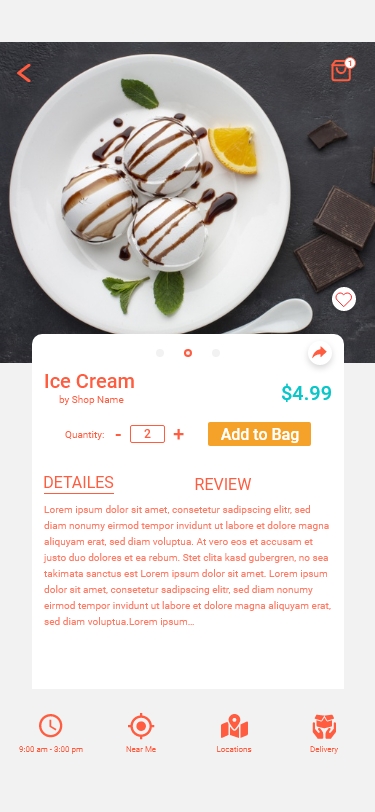 1
Ice Cream
by Shop Name
$4.99
Quantity: - 2 + Add to Bag
DETAILES REVIEW
Lorem ipsum dolor sit amet, consetetur sadipscing elitr, sed
diam nonumy eirmod tempor invidunt ut labore et dolore magna
aliquyam erat, sed diam voluptua. At vero eos et accusam et
justo duo dolores et ea rebum. Stet clita kasd gubergren, no sea
takimata sanctus est Lorem ipsum dolor sit amet. Lorem ipsum
dolor sit amet, consetetur sadipscing elitr, sed diam nonumy
eirmod tempor invidunt ut labore et dolore magna aliquyam erat,
sed diam voluptua.Lorem ipsum...
9:00 am - 3:00 pm Near Me Locations Delivery